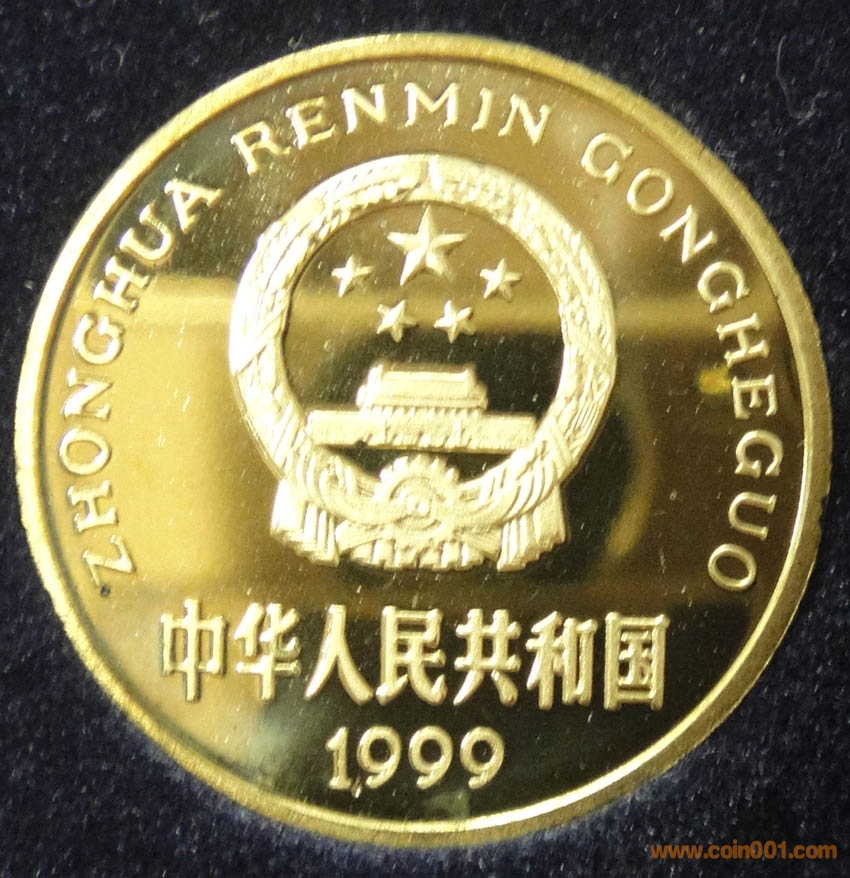 ZHONGHUA RENMIN GONGHEGUO
中华人民共和国
1999
www.coin001.com